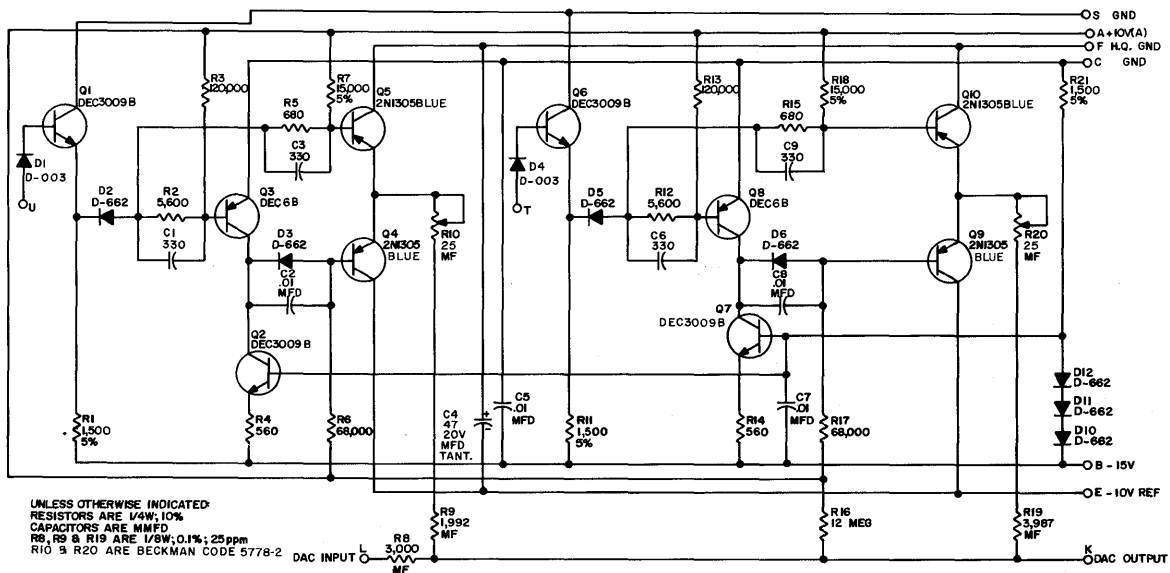 S GND
A+10V(A)
F H.Q. GND
C GND
Q1
DEC3009B
R3
120,000
R7
15,000
5%
Q5
2N1305BLUE
R5
680
C3
330
D1
D-003
U
D2
D-662
R2
5,600
C1
330
Q3
DEC6B
D3
D-662
C2
.01
MFD
Q4
2N1305
BLUE
R10
25
MF
Q2
DEC3009B
R1
1,500
5%
R4
560
R6
68,000
C4
47
20V
MFD
TANT.
C5
.01
MFD
R9
1,992
MF
Q6
DEC3009B
R13
120,000
R18
15,000
5%
Q10
2N1305BLUE
R21
1,500
5%
R15
680
C9
330
D4
D-003
T
D5
D-662
R12
5,600
C6
330
Q8
DEC6B
D6
D-662
C8
.01
MFD
Q9
2N1305
BLUE
R20
25
MF
Q7
DEC3009B
R11
1,500
5%
R14
560
C7
.01
MFD
R17
68,000
D12
D-662
D11
D-662
D10
D-662
B -15V
E -10V REF
R16
12 MEG
R19
3,987
MF
UNLESS OTHERWISE INDICATED:
RESISTORS ARE 1/4W; 10%
CAPACITORS ARE MMFD
R8, R9 & R19 ARE 1/8W; 0.1%; 25ppm
R10 & R20 ARE BECKMAN CODE 5778-2
DAC INPUT L
R8
3,000
MF
K
DAC OUTPUT